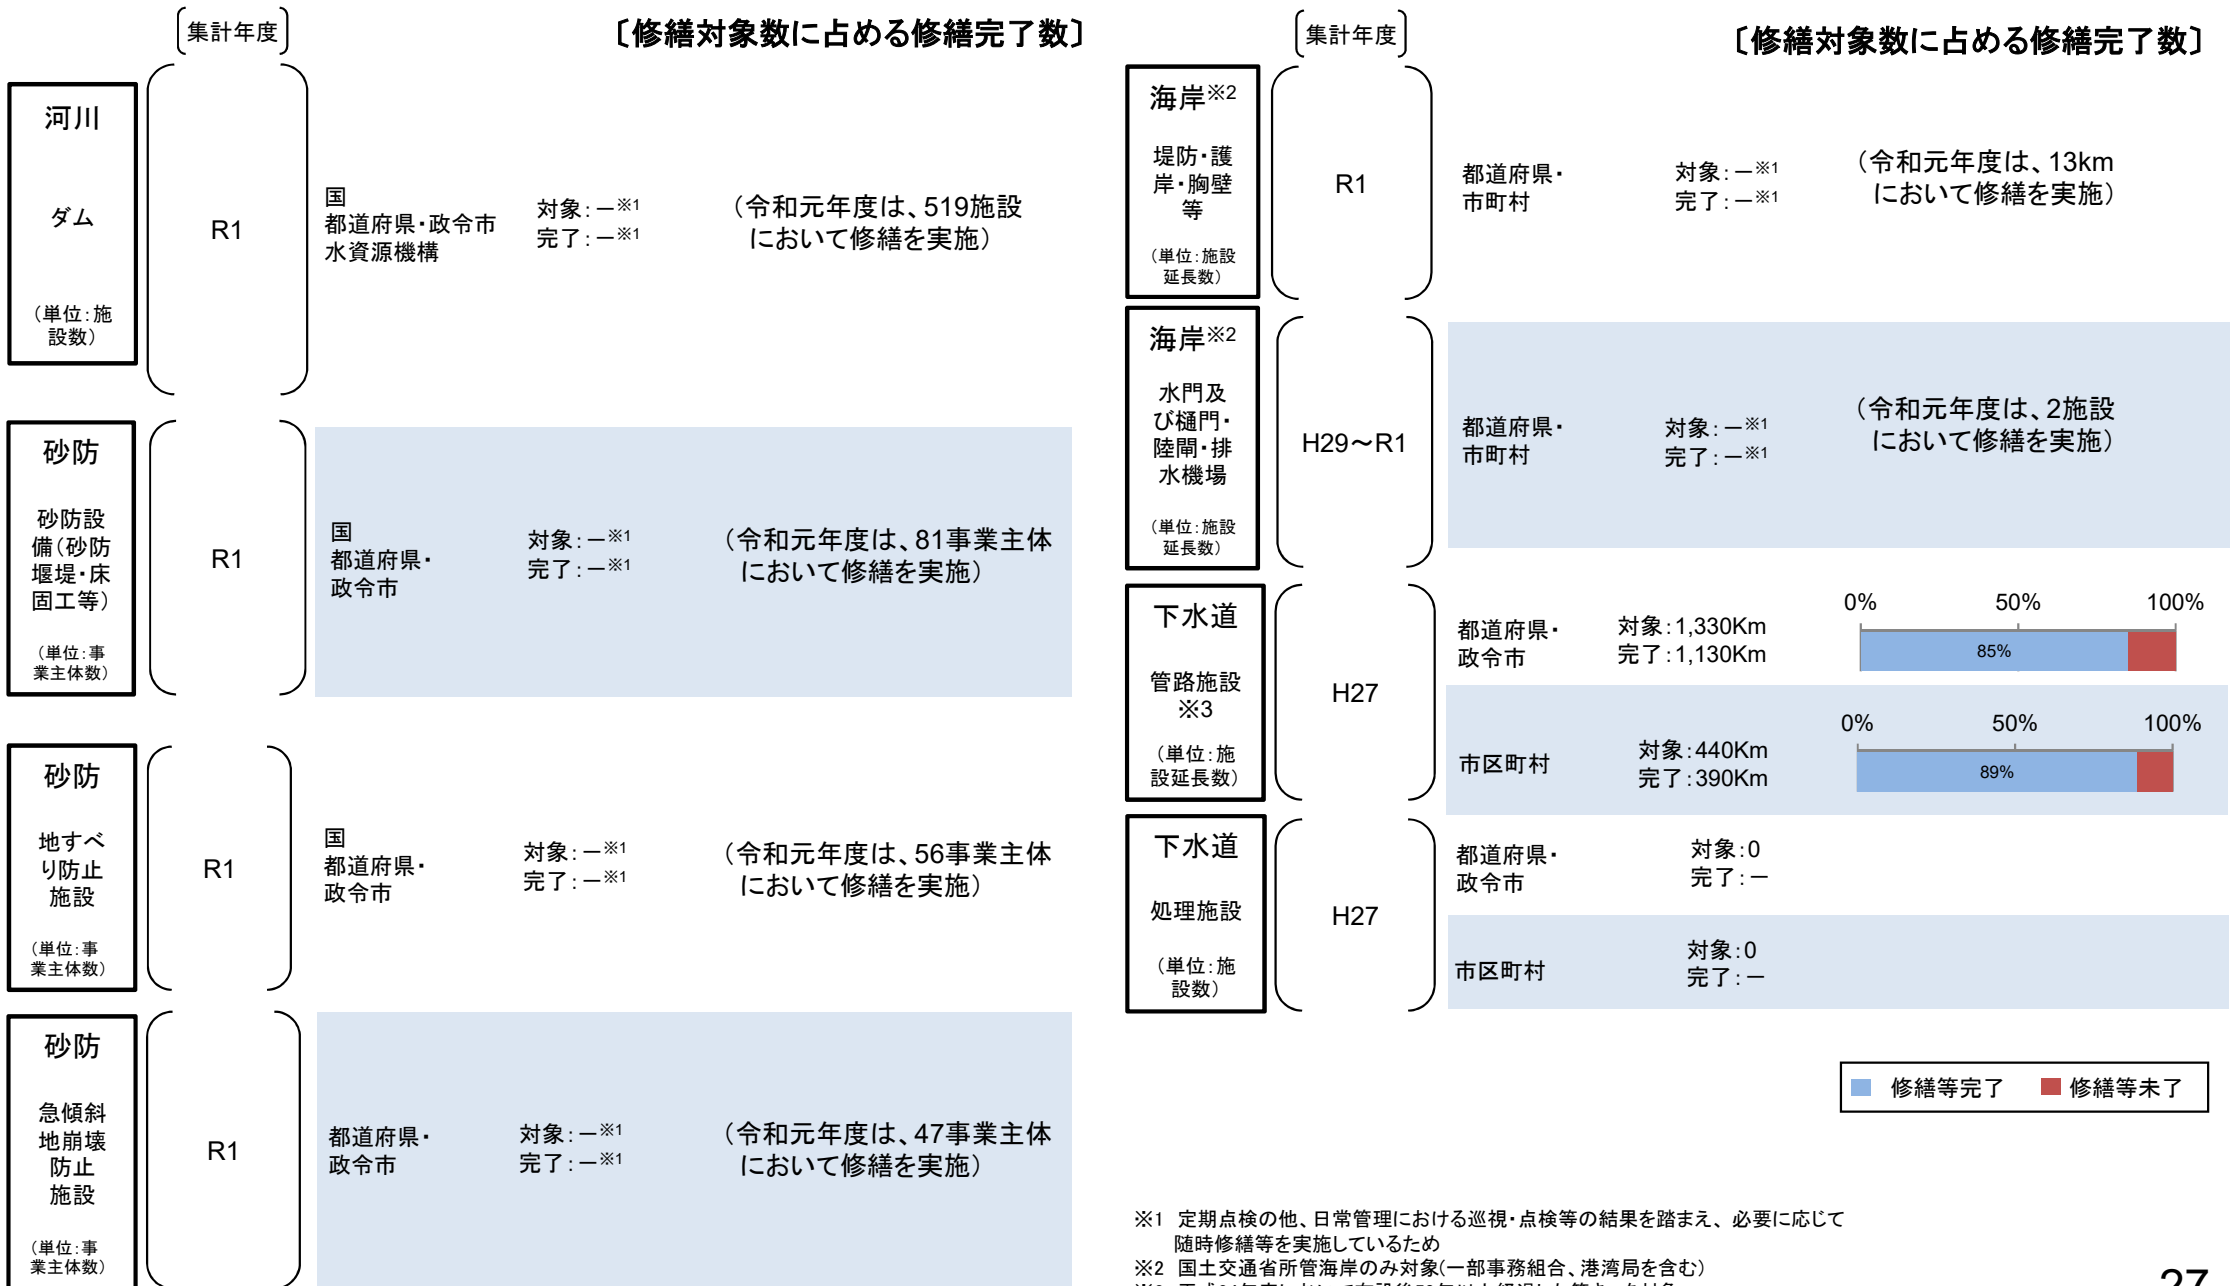 集計年度
〔修繕対象数に占める修繕完了数〕
河川
ダム
（単位：施
設数）
R1
国
都道府県・政令市
水資源機構
対象：－※1
完了：－※1
（令和元年度は、519施設
において修繕を実施）
砂防
砂防設
備（砂防
堰堤・床
固工等）
（単位：事
業主体数）
R1
国
都道府県・
政令市
対象：－※1
完了：－※1
（令和元年度は、81事業主体
において修繕を実施）
砂防
地すべ
り防止
施設
（単位：事
業主体数）
R1
国
都道府県・
政令市
対象：－※1
完了：－※1
（令和元年度は、56事業主体
において修繕を実施）
砂防
急傾斜
地崩壊
防止
施設
（単位：事
業主体数）
R1
都道府県・
政令市
対象：－※1
完了：－※1
（令和元年度は、47事業主体
において修繕を実施）
集計年度
〔修繕対象数に占める修繕完了数〕
海岸※2
堤防・護
岸・胸壁
等
（単位：施設
延長数）
R1
都道府県・
市町村
対象：－※1
完了：－※1
（令和元年度は、13km
において修繕を実施）
海岸※2
水門及
び樋門・
陸閘・排
水機場
（単位：施設
延長数）
H29～R1
都道府県・
市町村
対象：－※1
完了：－※1
（令和元年度は、2施設
において修繕を実施）
下水道
管路施設
※3
（単位：施
設延長数）
H27
都道府県・
政令市
対象：1,330Km
完了：1,130Km
0% 50% 100%
85%
市区町村
対象：440Km
完了：390Km
0% 50% 100%
89%
下水道
処理施設
（単位：施
設数）
H27
都道府県・
政令市
対象：0
完了：－
市区町村
対象：0
完了：－
修繕等完了 修繕等未了
※1 定期点検の他、日常管理における巡視・点検等の結果を踏まえ、必要に応じて
随時修繕等を実施しているため
※2 国土交通省所管海岸のみ対象（一部事務組合、港湾局を含む）